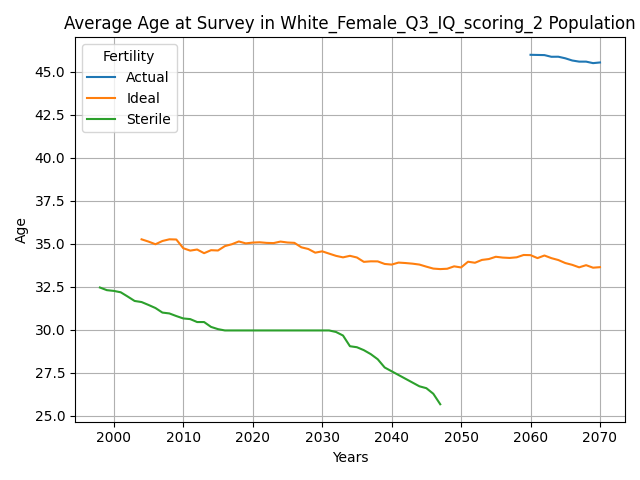 Average Age at Survey in White_Female_Q3_IQ_scoring_2 Population
Fertility
Actual
Ideal
Sterile
45.0
42.5
40.0
37.5
35.0
32.5
30.0
27.5
25.0
Age
2000 2010 2020 2030 2040 2050 2060 2070
Years